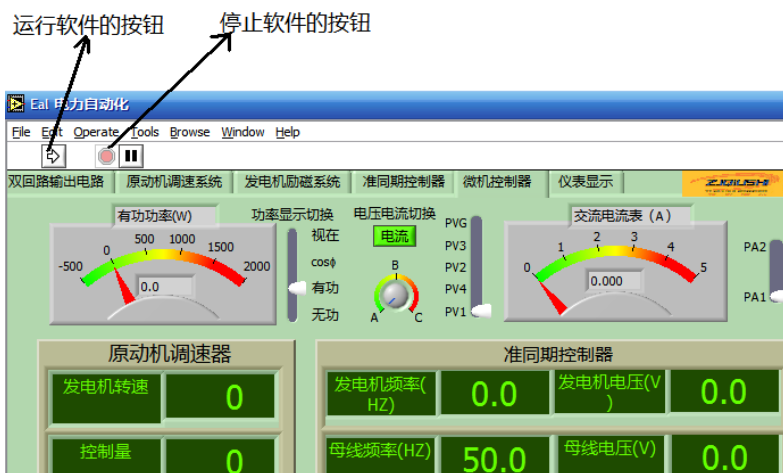 运行软件的按钮 停止软件的按钮
Eal 电力自动化
File Edit Operate Tools Browse Window Help
双回路输出电路 原动机调速系统 发电机励磁系统 准同期控制器 微机控制器 仪表显示 ZJQIUSHI
有功功率(W) 功率显示切换 电压电流切换 PVG 交流电流表（A）
视在 电流 PV3 PA2
-500 0 500 1000 1500 2000 cosϕ B PV2 0 1 2 3 4 5
0.0 有功 PV4 0.000 PA1
无功 A C PV1
原动机调速器 准同期控制器
发电机转速 0 发电机频率( 0.0 发电机电压(V 0.0
HZ) )
控制量 0 母线频率(HZ) 50.0 母线电压(V) 0.0